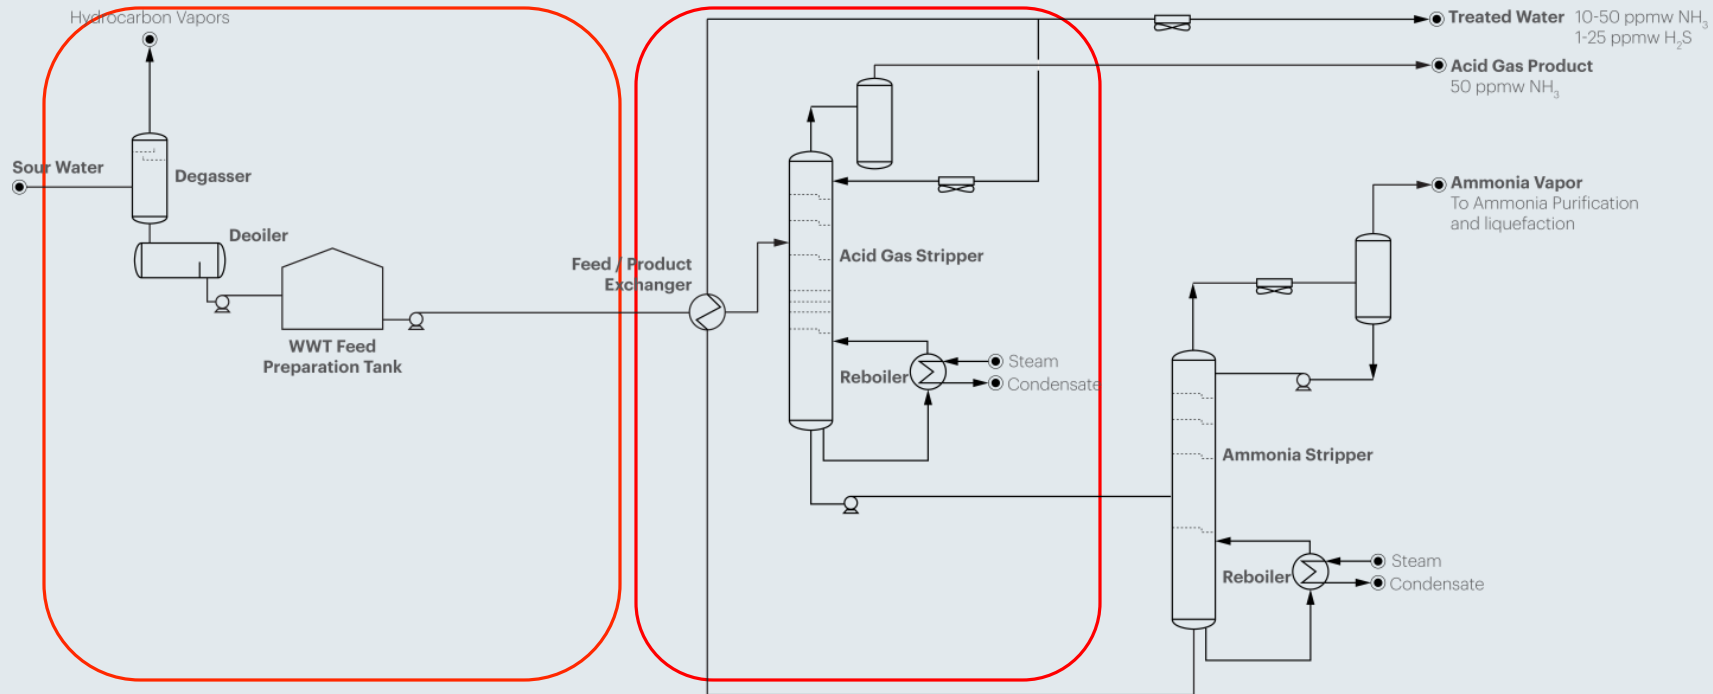 Hydrocarbon Vapors
Treated Water 10-50 ppmw NH3
1-25 ppmw H2S
Acid Gas Product
50 ppmw NH3
Sour Water
Degasser
Ammonia Vapor
To Ammonia Purification
and liquefaction
Deoiler
Acid Gas Stripper
Feed / Product
Exchanger
WWT Feed
Preparation Tank
Reboiler
Steam
Condensate
Ammonia Stripper
Reboiler
Steam
Condensate